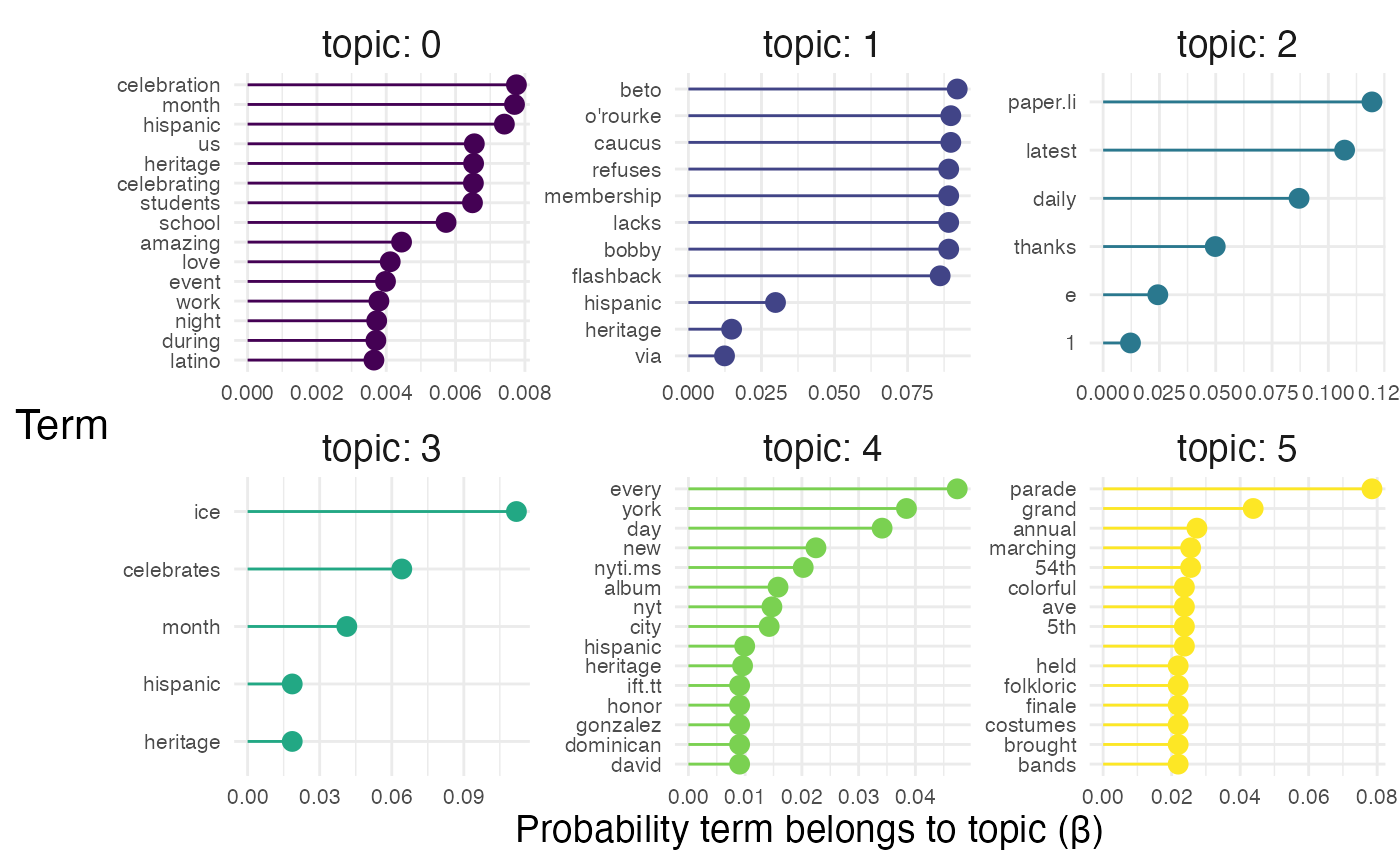 topic: 0
celebration
month
hispanic
us
heritage
celebrating
students
school
amazing
love
event
work
night
during
latino
0.000 0.002 0.004 0.006 0.008
topic: 1
beto
o'rourke
caucus
refuses
membership
lacks
bobby
flashback
hispanic
heritage
via
0.000 0.025 0.050 0.075
topic: 2
paper.li
latest
daily
thanks
e
1
0.000 0.025 0.050 0.075 0.100 0.12
Term
topic: 3
ice
celebrates
month
hispanic
heritage
0.00 0.03 0.06 0.09
topic: 4
every
york
day
new
nyti.ms
album
nyt
city
hispanic
heritage
ift.tt
honor
gonzalez
dominican
david
0.00 0.01 0.02 0.03 0.04
topic: 5
parade
grand
annual
marching
54th
colorful
ave
5th
held
folkloric
finale
costumes
brought
bands
0.00 0.02 0.04 0.06 0.08
Probability term belongs to topic (β)